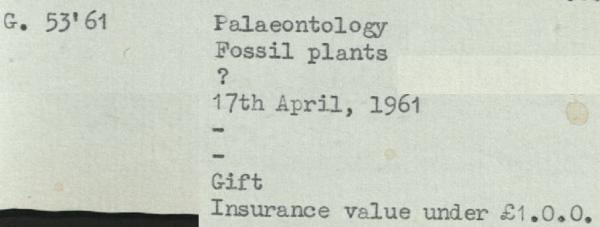 G. 53'61 Palaeontology
Fossil plants
?
17th April, 1961
-
-
Gift
Insurance value under £1.0.0.